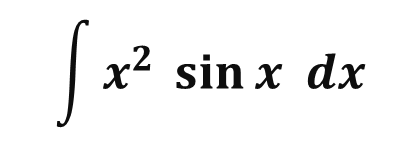 ∫ x² sin x dx